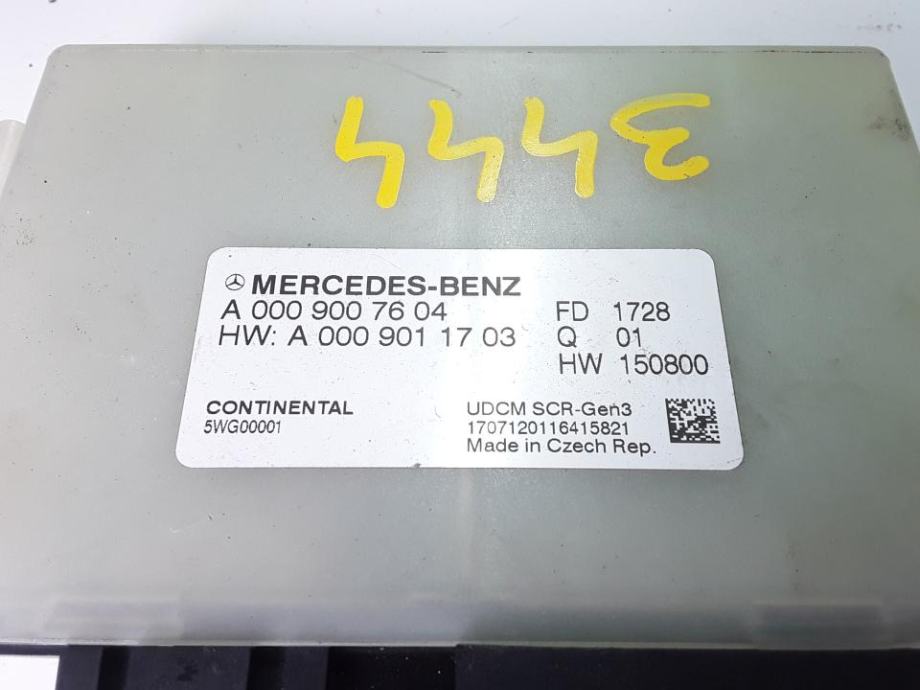 3444
MERCEDES-BENZ
A 000 900 76 04 FD 1728
HW: A 000 901 17 03 Q 01
HW 150800
CONTINENTAL UDCM SCR-Gen3
5WG00001 1707120116415821
Made in Czech Rep.